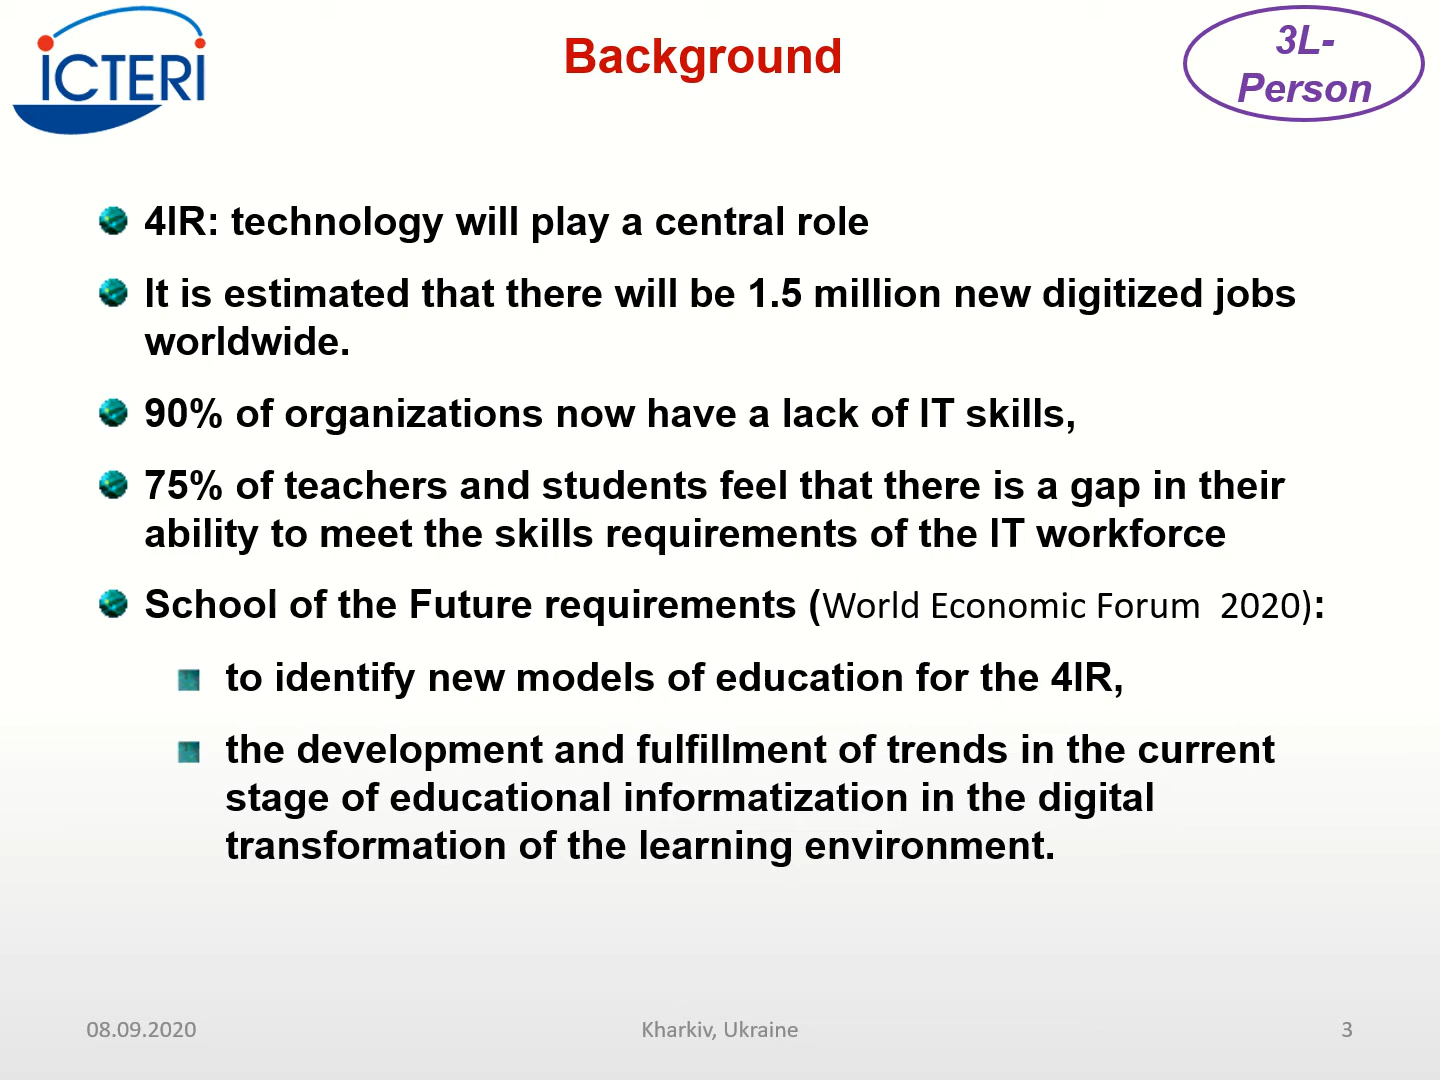 ICTERI
Background
3L-
Person
4IR: technology will play a central role
It is estimated that there will be 1.5 million new digitized jobs
worldwide.
90% of organizations now have a lack of IT skills,
75% of teachers and students feel that there is a gap in their
ability to meet the skills requirements of the IT workforce
School of the Future requirements (World Economic Forum  2020):
to identify new models of education for the 4IR,
the development and fulfillment of trends in the current
stage of educational informatization in the digital
transformation of the learning environment.
08.09.2020
Kharkiv, Ukraine
3